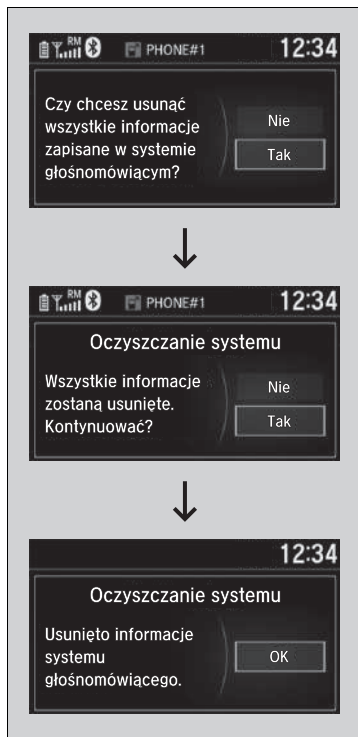 RM PHONE#1 12:34
Czy chcesz usunąć
wszystkie informacje
zapisane w systemie
głośnomówiącym?
Nie
Tak
RM PHONE#1 12:34
Oczyszczanie systemu
Wszystkie informacje
zostaną usunięte.
Kontynuować?
Nie
Tak
12:34
Oczyszczanie systemu
Usunięto informacje
systemu
głośnomówiącego.
OK